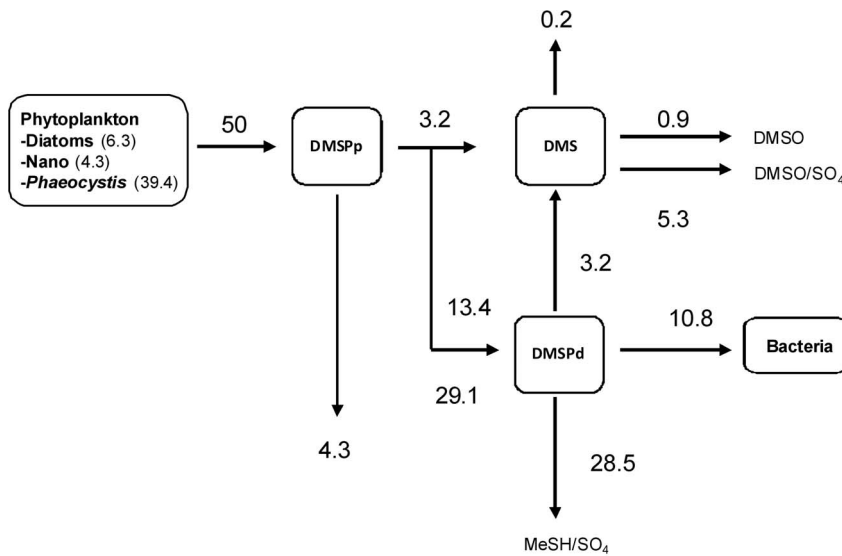 0.2
Phytoplankton
-Diatoms (6.3)
-Nano (4.3)
-Phaeocystis (39.4)
50
DMSPp
3.2
DMS
0.9
DMSO
DMSO/SO₄
5.3
3.2
13.4
29.1
DMSPd
10.8
Bacteria
4.3
28.5
MeSH/SO₄